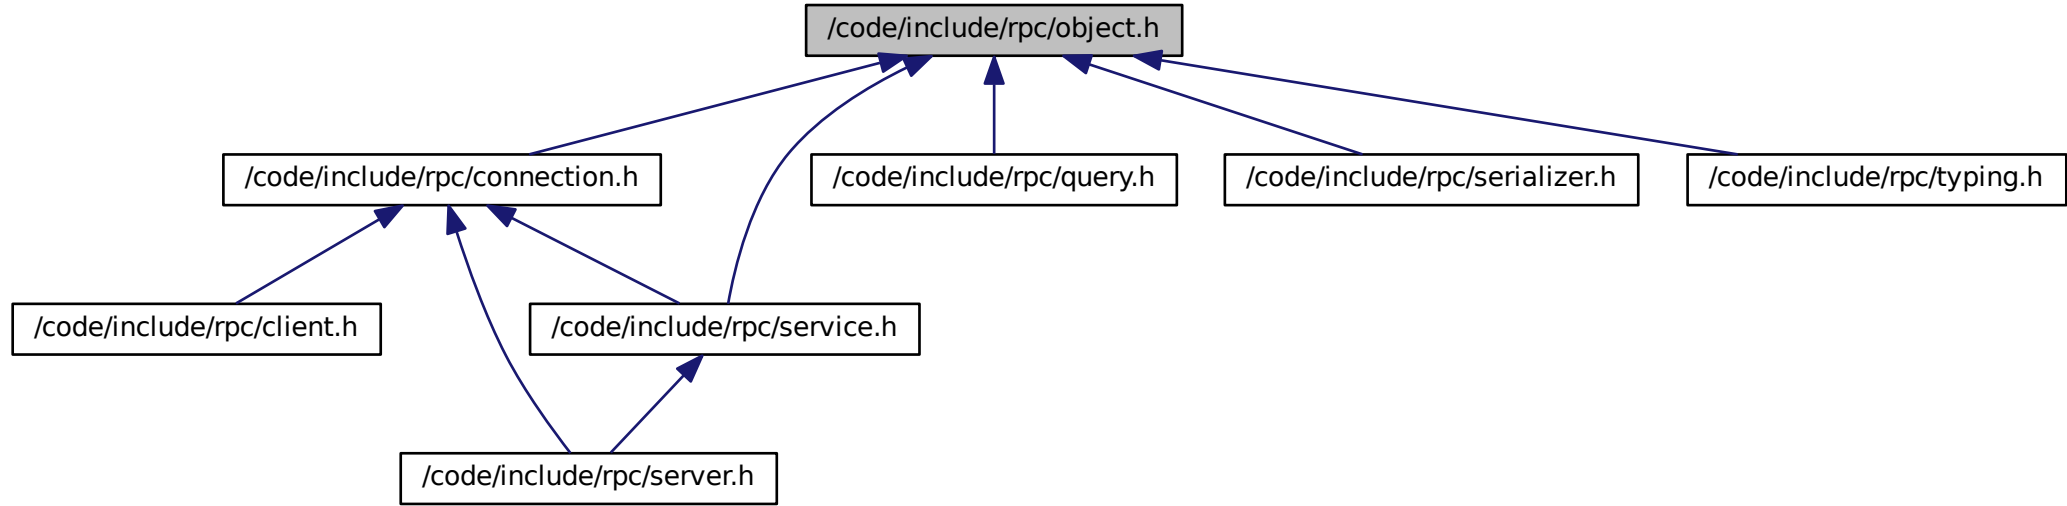 /code/include/rpc/object.h
/code/include/rpc/connection.h
/code/include/rpc/query.h
/code/include/rpc/serializer.h
/code/include/rpc/typing.h
/code/include/rpc/client.h
/code/include/rpc/service.h
/code/include/rpc/server.h